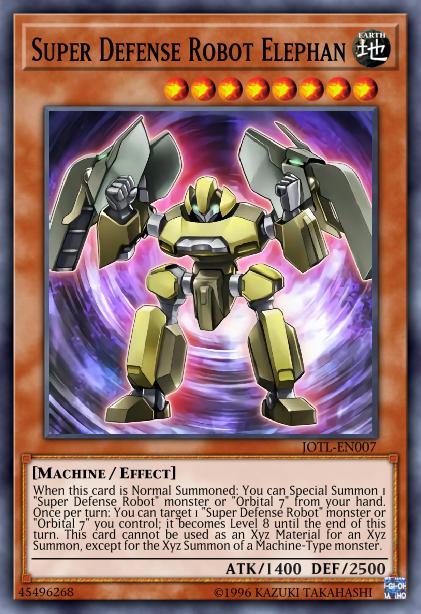 SUPER DEFENSE ROBOT ELEPHAN
EARTH
地
JOTL-EN007
[MACHINE / EFFECT]
When this card is Normal Summoned: You can Special Summon 1
"Super Defense Robot" monster or "Orbital 7" from your hand.
Once per turn: You can target 1 "Super Defense Robot" monster or
"Orbital 7" you control; it becomes Level 8 until the end of this
turn. This card cannot be used as an Xyz Material for an Xyz
Summon, except for the Xyz Summon of a Machine-Type monster.
ATK/1400 DEF/2500
45496268
©1996 KAZUKI TAKAHASHI